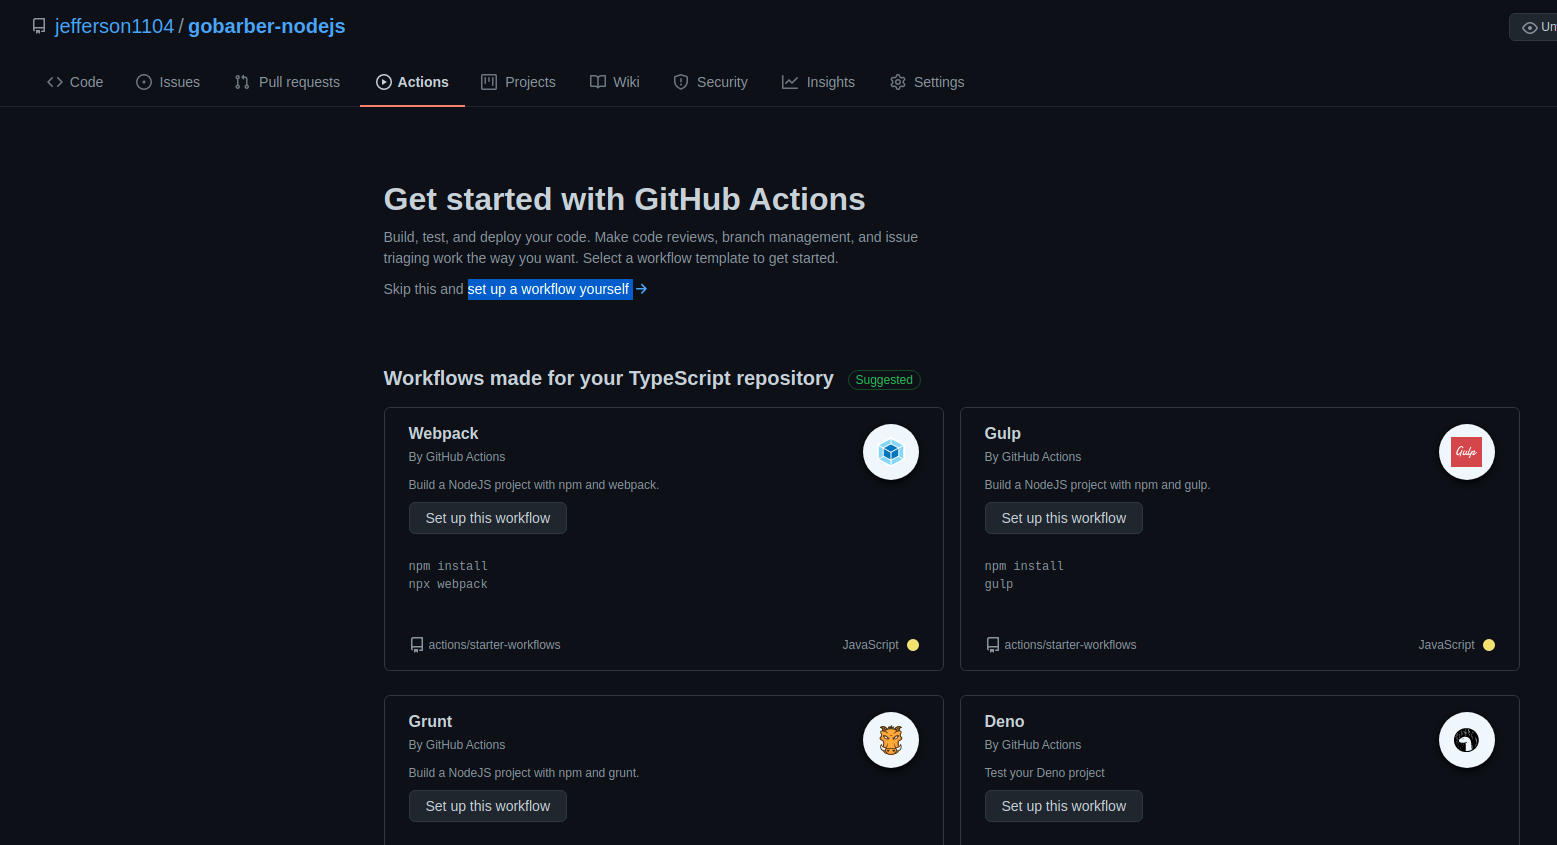 jefferson1104 / gobarber-nodejs
Un
Code Issues Pull requests Actions Projects Wiki Security Insights Settings
Get started with GitHub Actions
Build, test, and deploy your code. Make code reviews, branch management, and issue
triaging work the way you want. Select a workflow template to get started.
Skip this and set up a workflow yourself →
Workflows made for your TypeScript repository Suggested
Webpack
By GitHub Actions
Build a NodeJS project with npm and webpack.
Set up this workflow
npm install
npx webpack
actions/starter-workflows JavaScript
Gulp
Gulp
By GitHub Actions
Build a NodeJS project with npm and gulp.
Set up this workflow
npm install
gulp
actions/starter-workflows JavaScript
Grunt
By GitHub Actions
Build a NodeJS project with npm and grunt.
Set up this workflow
Deno
By GitHub Actions
Test your Deno project
Set up this workflow